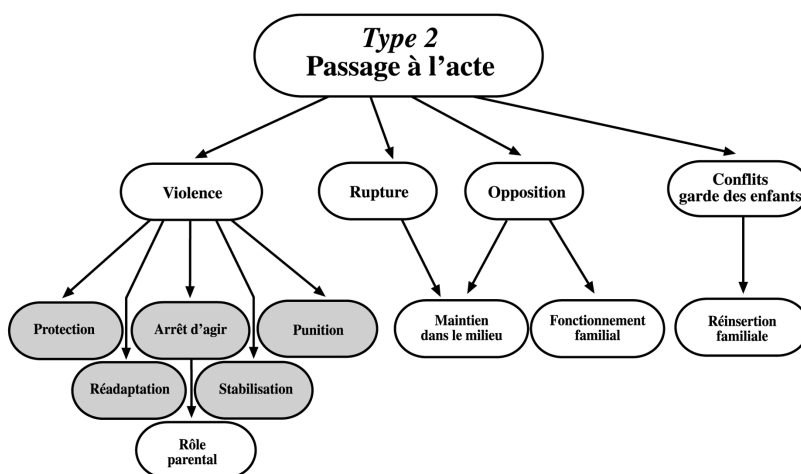 Type 2
Passage à l’acte
Violence
Rupture
Opposition
Conflits
garde des enfants
Protection
Arrêt d’agir
Punition
Maintien
dans le milieu
Fonctionnement
familial
Réinsertion
familiale
Réadaptation
Stabilisation
Rôle
parental